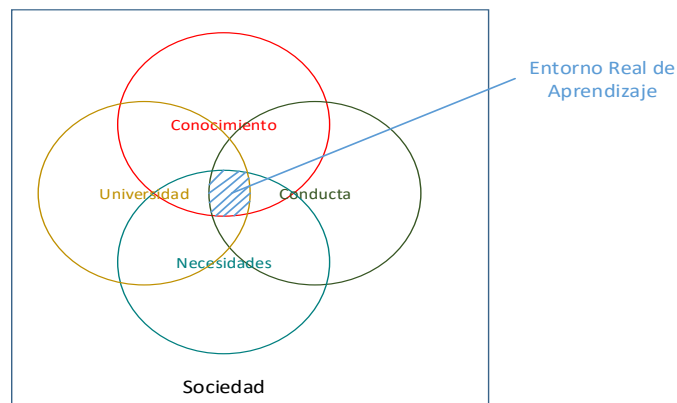 Entorno Real de
Aprendizaje
Conocimiento
Universidad
Conducta
Necesidades
Sociedad